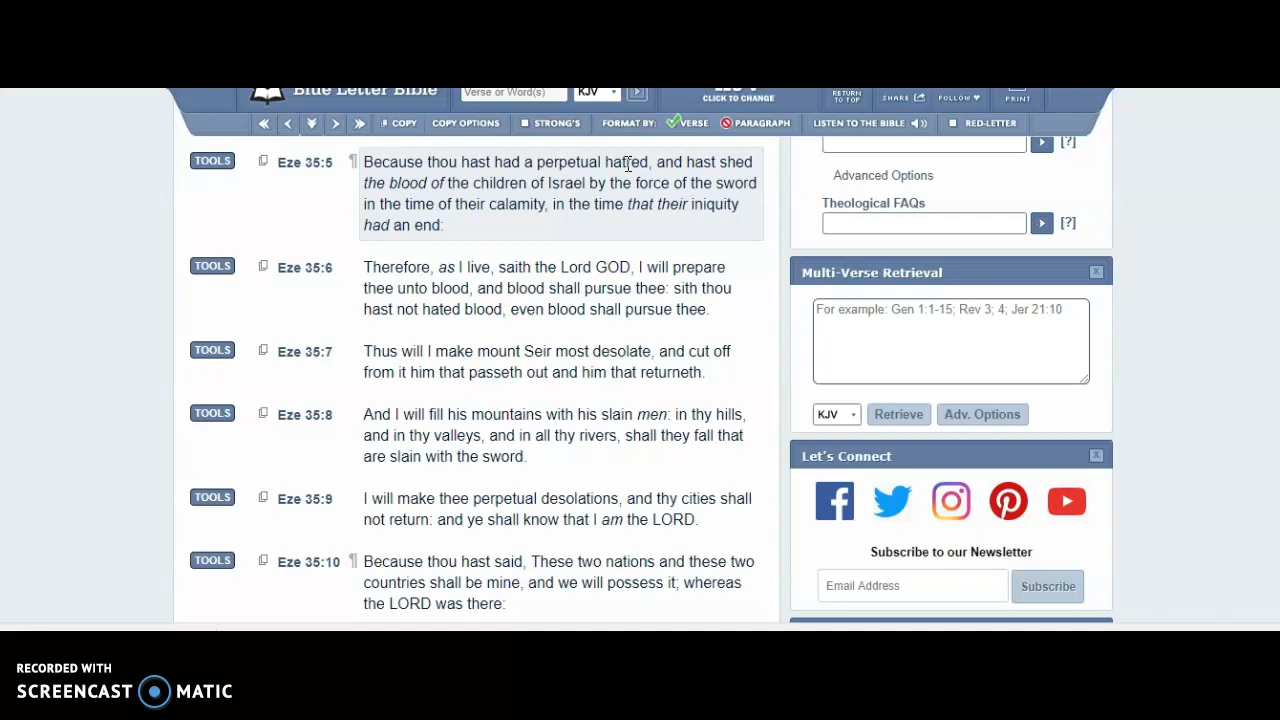 Blue Letter Bible
Verse or Word(s)
KJV
CLICK TO CHANGE
RETURN
TO TOP
SHARE
FOLLOW
PRINT
COPY
COPY OPTIONS
STRONG'S
FORMAT BY:
VERSE
PARAGRAPH
LISTEN TO THE BIBLE
RED-LETTER
TOOLS
Eze 35:5
¶ Because thou hast had a perpetual hatred, and hast shed
the blood of the children of Israel by the force of the sword
in the time of their calamity, in the time that their iniquity
had an end:
TOOLS
Eze 35:6
Therefore, as I live, saith the Lord GOD, I will prepare
thee unto blood, and blood shall pursue thee: sith thou
hast not hated blood, even blood shall pursue thee.
TOOLS
Eze 35:7
Thus will I make mount Seir most desolate, and cut off
from it him that passeth out and him that returneth.
TOOLS
Eze 35:8
And I will fill his mountains with his slain men: in thy hills,
and in thy valleys, and in all thy rivers, shall they fall that
are slain with the sword.
TOOLS
Eze 35:9
I will make thee perpetual desolations, and thy cities shall
not return: and ye shall know that I am the LORD.
TOOLS
Eze 35:10
¶ Because thou hast said, These two nations and these two
countries shall be mine, and we will possess it; whereas
the LORD was there:
[?]
Advanced Options
Theological FAQs
[?]
Multi-Verse Retrieval
For example: Gen 1:1-15; Rev 3; 4; Jer 21:10
KJV
Retrieve
Adv. Options
Let's Connect
Subscribe to our Newsletter
Email Address
Subscribe
RECORDED WITH
SCREENCAST MATIC